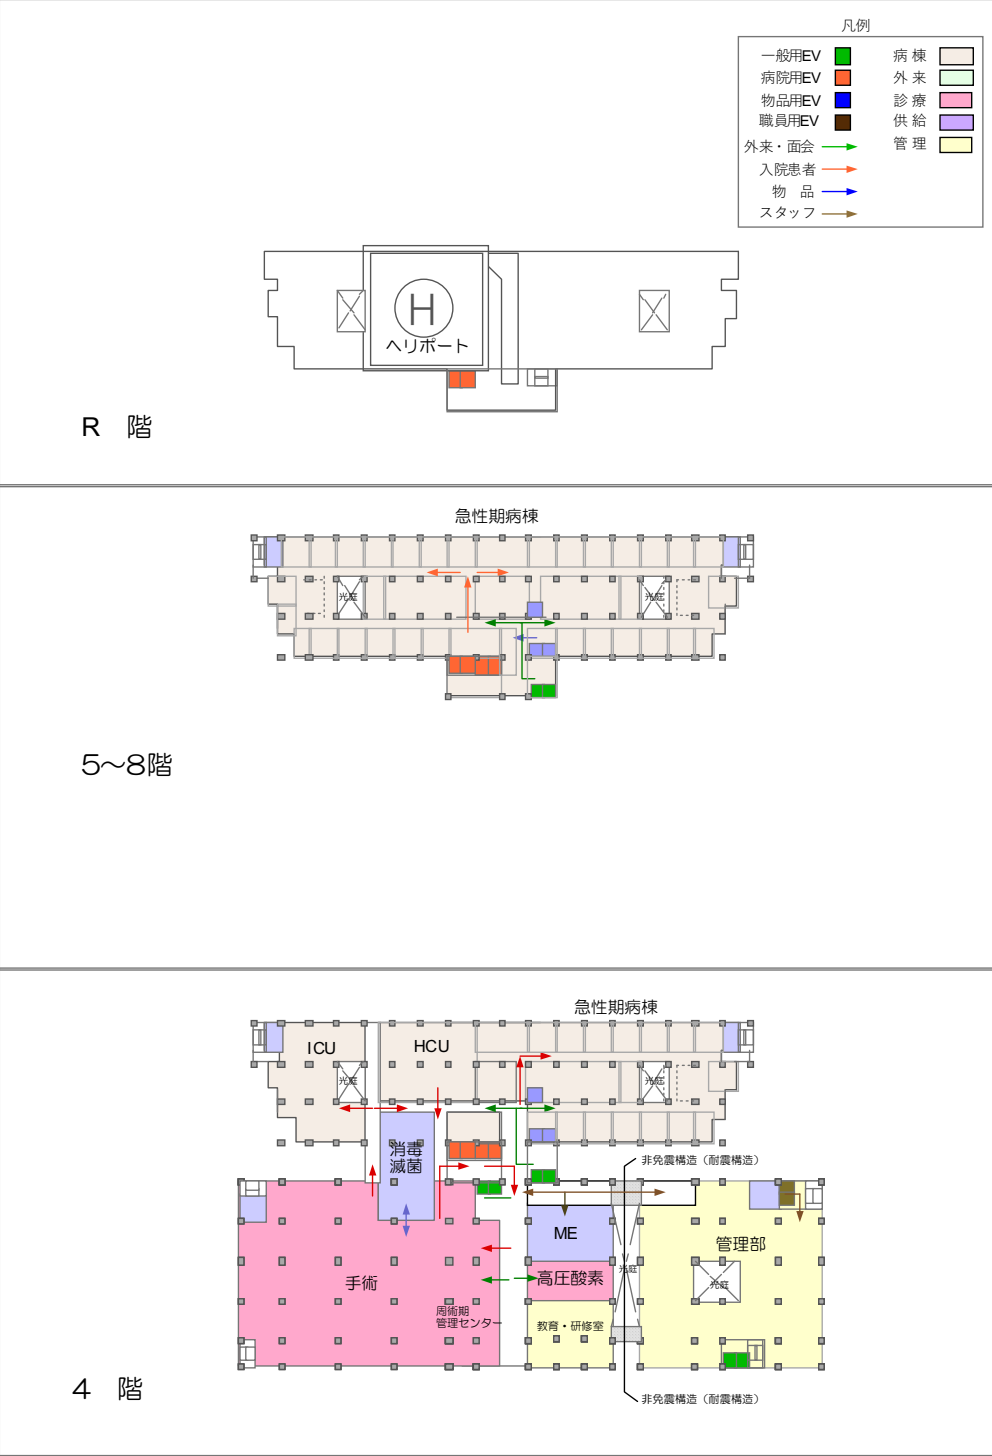 凡例
一般用EV
病院用EV
物品用EV
職員用EV
外来・面会
入院患者
物　品
スタッフ
病 棟
外 来
診 療
供 給
管 理
H
ヘリポート
R　階
急性期病棟
光庭
光庭
5～8階
急性期病棟
ICU
HCU
光庭
光庭
消毒
滅菌
非免震構造（耐震構造）
ME
管理部
光庭
手術
高圧酸素
光庭
周術期
管理センター
教育・研修室
4　階
非免震構造（耐震構造）